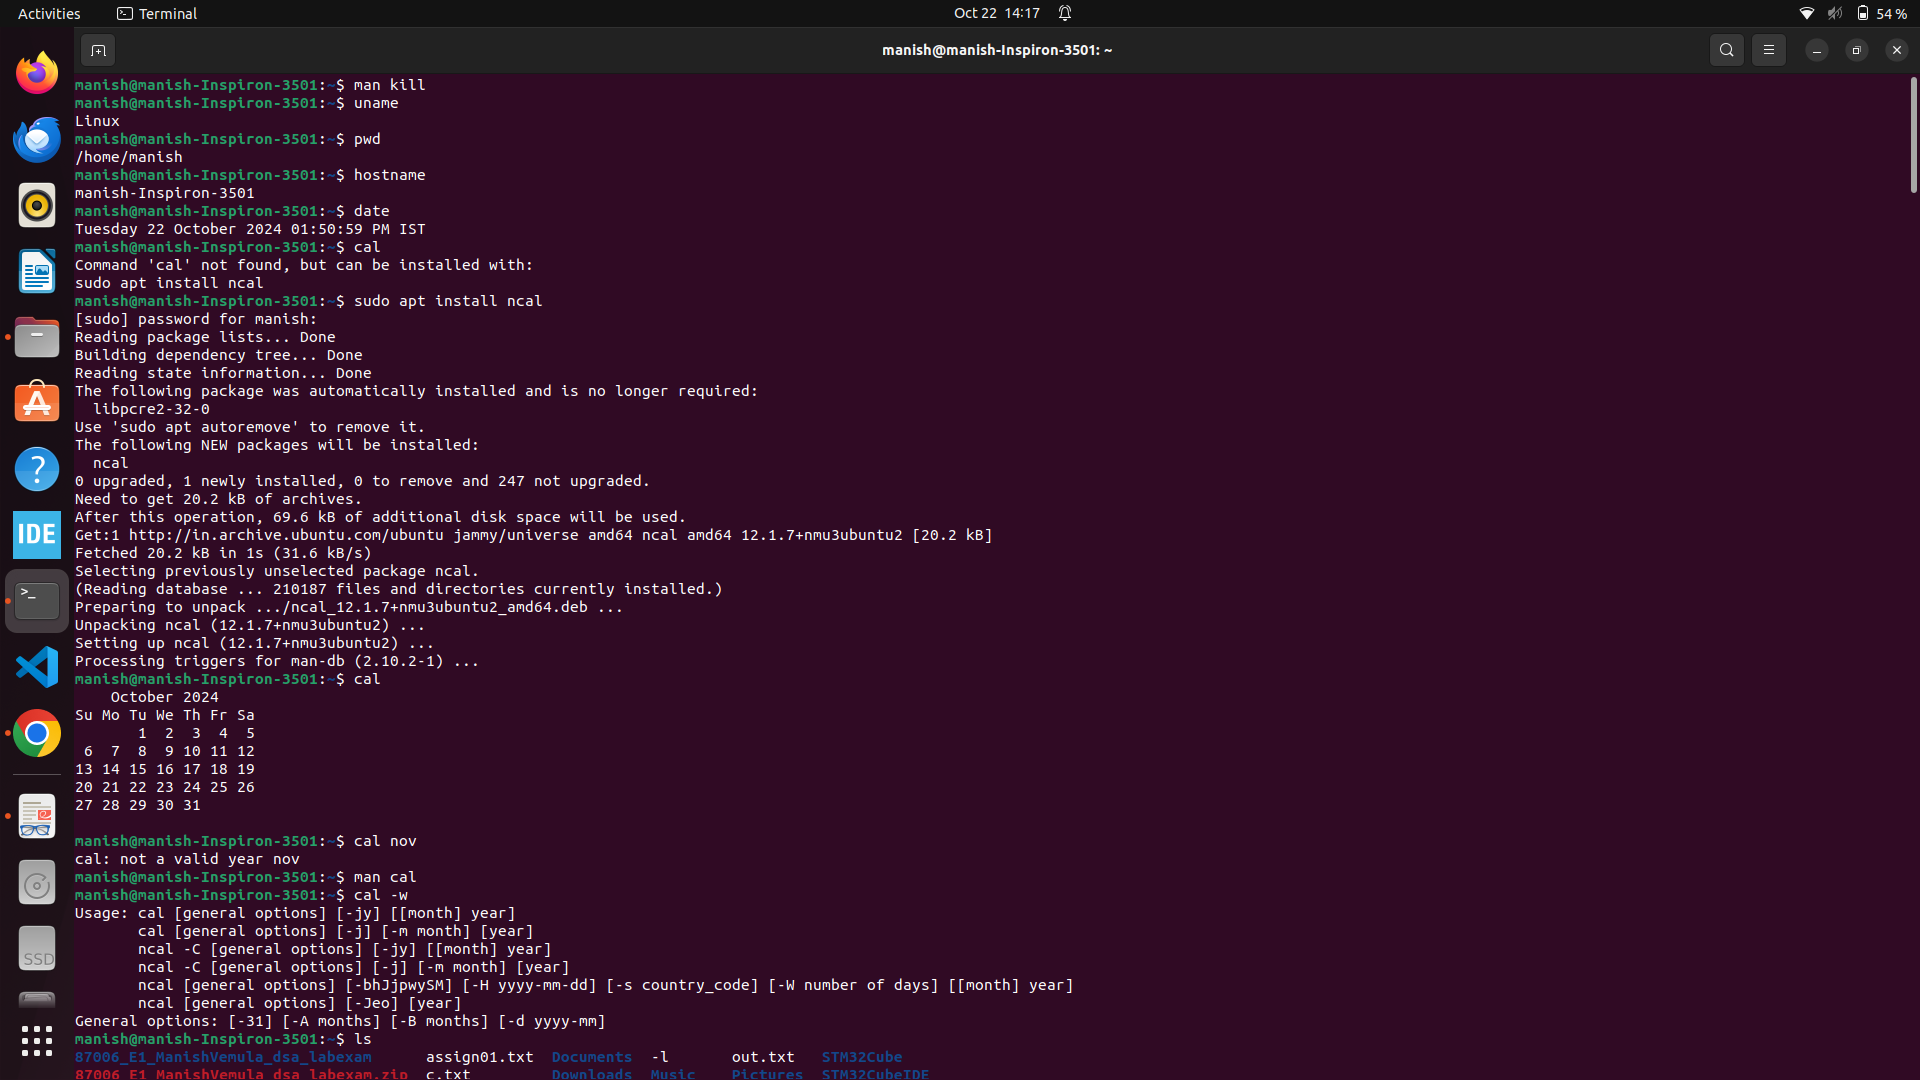 Activities
Terminal
Oct 22 14:17
54 %
manish@manish-Inspiron-3501: ~
manish@manish-Inspiron-3501:~$ man kill
manish@manish-Inspiron-3501:~$ uname
Linux
manish@manish-Inspiron-3501:~$ pwd
/home/manish
manish@manish-Inspiron-3501:~$ hostname
manish-Inspiron-3501
manish@manish-Inspiron-3501:~$ date
Tuesday 22 October 2024 01:50:59 PM IST
manish@manish-Inspiron-3501:~$ cal
Command 'cal' not found, but can be installed with:
sudo apt install ncal
manish@manish-Inspiron-3501:~$ sudo apt install ncal
[sudo] password for manish:
Reading package lists... Done
Building dependency tree... Done
Reading state information... Done
The following package was automatically installed and is no longer required:
  libpcre2-32-0
Use 'sudo apt autoremove' to remove it.
The following NEW packages will be installed:
  ncal
0 upgraded, 1 newly installed, 0 to remove and 247 not upgraded.
Need to get 20.2 kB of archives.
After this operation, 69.6 kB of additional disk space will be used.
Get:1 http://in.archive.ubuntu.com/ubuntu jammy/universe amd64 ncal amd64 12.1.7+nmu3ubuntu2 [20.2 kB]
Fetched 20.2 kB in 1s (31.6 kB/s)
Selecting previously unselected package ncal.
(Reading database ... 210187 files and directories currently installed.)
Preparing to unpack .../ncal_12.1.7+nmu3ubuntu2_amd64.deb ...
Unpacking ncal (12.1.7+nmu3ubuntu2) ...
Setting up ncal (12.1.7+nmu3ubuntu2) ...
Processing triggers for man-db (2.10.2-1) ...
manish@manish-Inspiron-3501:~$ cal
    October 2024
Su Mo Tu We Th Fr Sa
       1  2  3  4  5
 6  7  8  9 10 11 12
13 14 15 16 17 18 19
20 21 22 23 24 25 26
27 28 29 30 31
manish@manish-Inspiron-3501:~$ cal nov
cal: not a valid year nov
manish@manish-Inspiron-3501:~$ man cal
manish@manish-Inspiron-3501:~$ cal -w
Usage: cal [general options] [-jy] [[month] year]
       cal [general options] [-j] [-m month] [year]
       ncal -C [general options] [-jy] [[month] year]
       ncal -C [general options] [-j] [-m month] [year]
       ncal [general options] [-bhJjpwySM] [-H yyyy-mm-dd] [-s country_code] [-W number of days] [[month] year]
       ncal [general options] [-Jeo] [year]
General options: [-31] [-A months] [-B months] [-d yyyy-mm]
manish@manish-Inspiron-3501:~$ ls
87006_E1_ManishVemula_dsa_labexam      assign01.txt  Documents  -l       out.txt   STM32Cube
87006_E1_ManishVemula_dsa_labexam.zip  c.txt         Downloads  Music    Pictures  STM32CubeIDE
IDE
>_
SSD